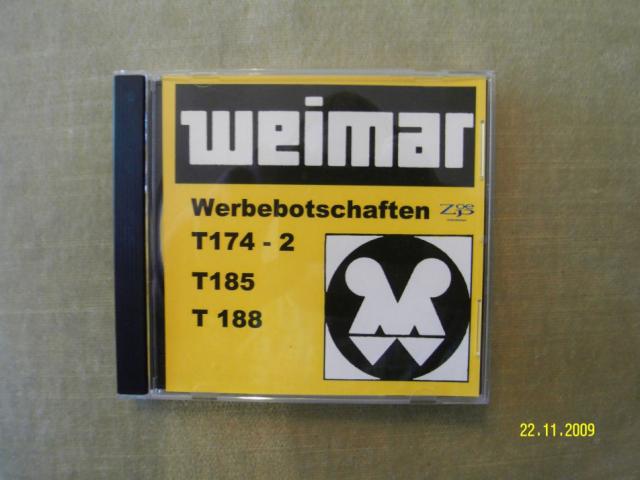 weimar
Werbebotschaften
T174 - 2
T185
T 188
22.11.2009